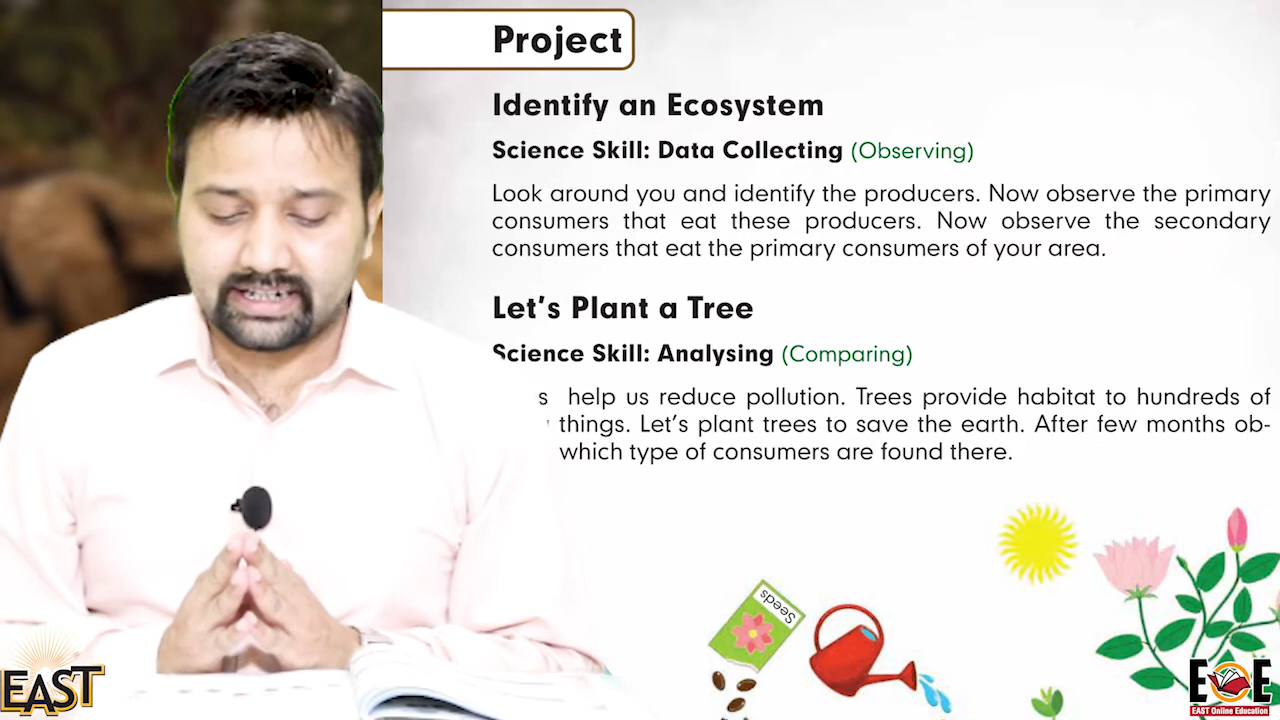 Project
Identify an Ecosystem
Science Skill: Data Collecting (Observing)
Look around you and identify the producers. Now observe the primary
consumers that eat these producers. Now observe the secondary
consumers that eat the primary consumers of your area.
Let's Plant a Tree
Science Skill: Analysing (Comparing)
help us reduce pollution. Trees provide habitat to hundreds of
things. Let's plant trees to save the earth. After few months ob-
which type of consumers are found there.
Seeds
EAST
EOE
EAST Online Education